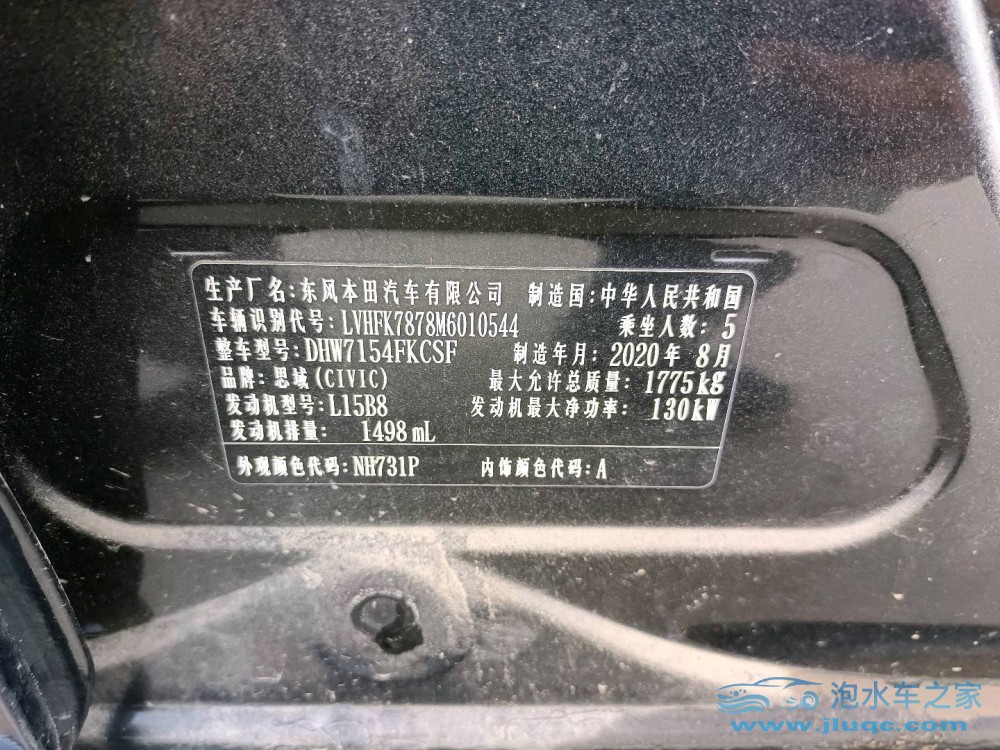 生产厂名:东风本田汽车有限公司 制造国:中华人民共和国
车辆识别代号:LVHFK7878M6010544 乘坐人数:5
整车型号:DHW7154FKCSF 制造年月:2020年8月
品牌:思域(CIVIC) 最大允许总质量:1775kg
发动机型号:L15B8 发动机最大净功率:130kW
发动机排量: 1498mL
外观颜色代码:NH731P 内饰颜色代码:A
泡水车之家
www.jluqc.com